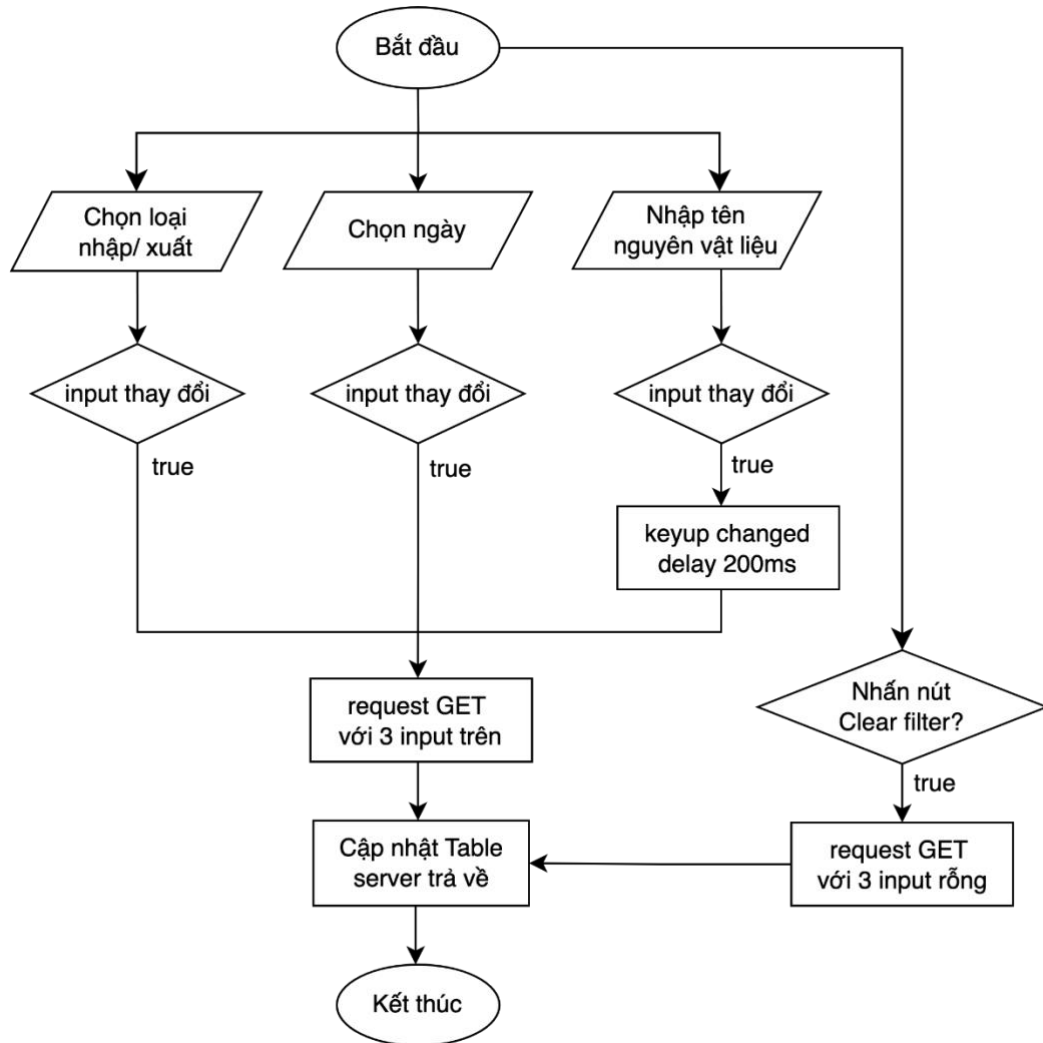 Bắt đầu
Chọn loại
nhập/ xuất
Chọn ngày
Nhập tên
nguyên vật liệu
input thay đổi
input thay đổi
input thay đổi
true
true
true
keyup changed
delay 200ms
request GET
với 3 input trên
Nhấn nút
Clear filter?
true
Cập nhật Table
server trả về
request GET
với 3 input rỗng
Kết thúc